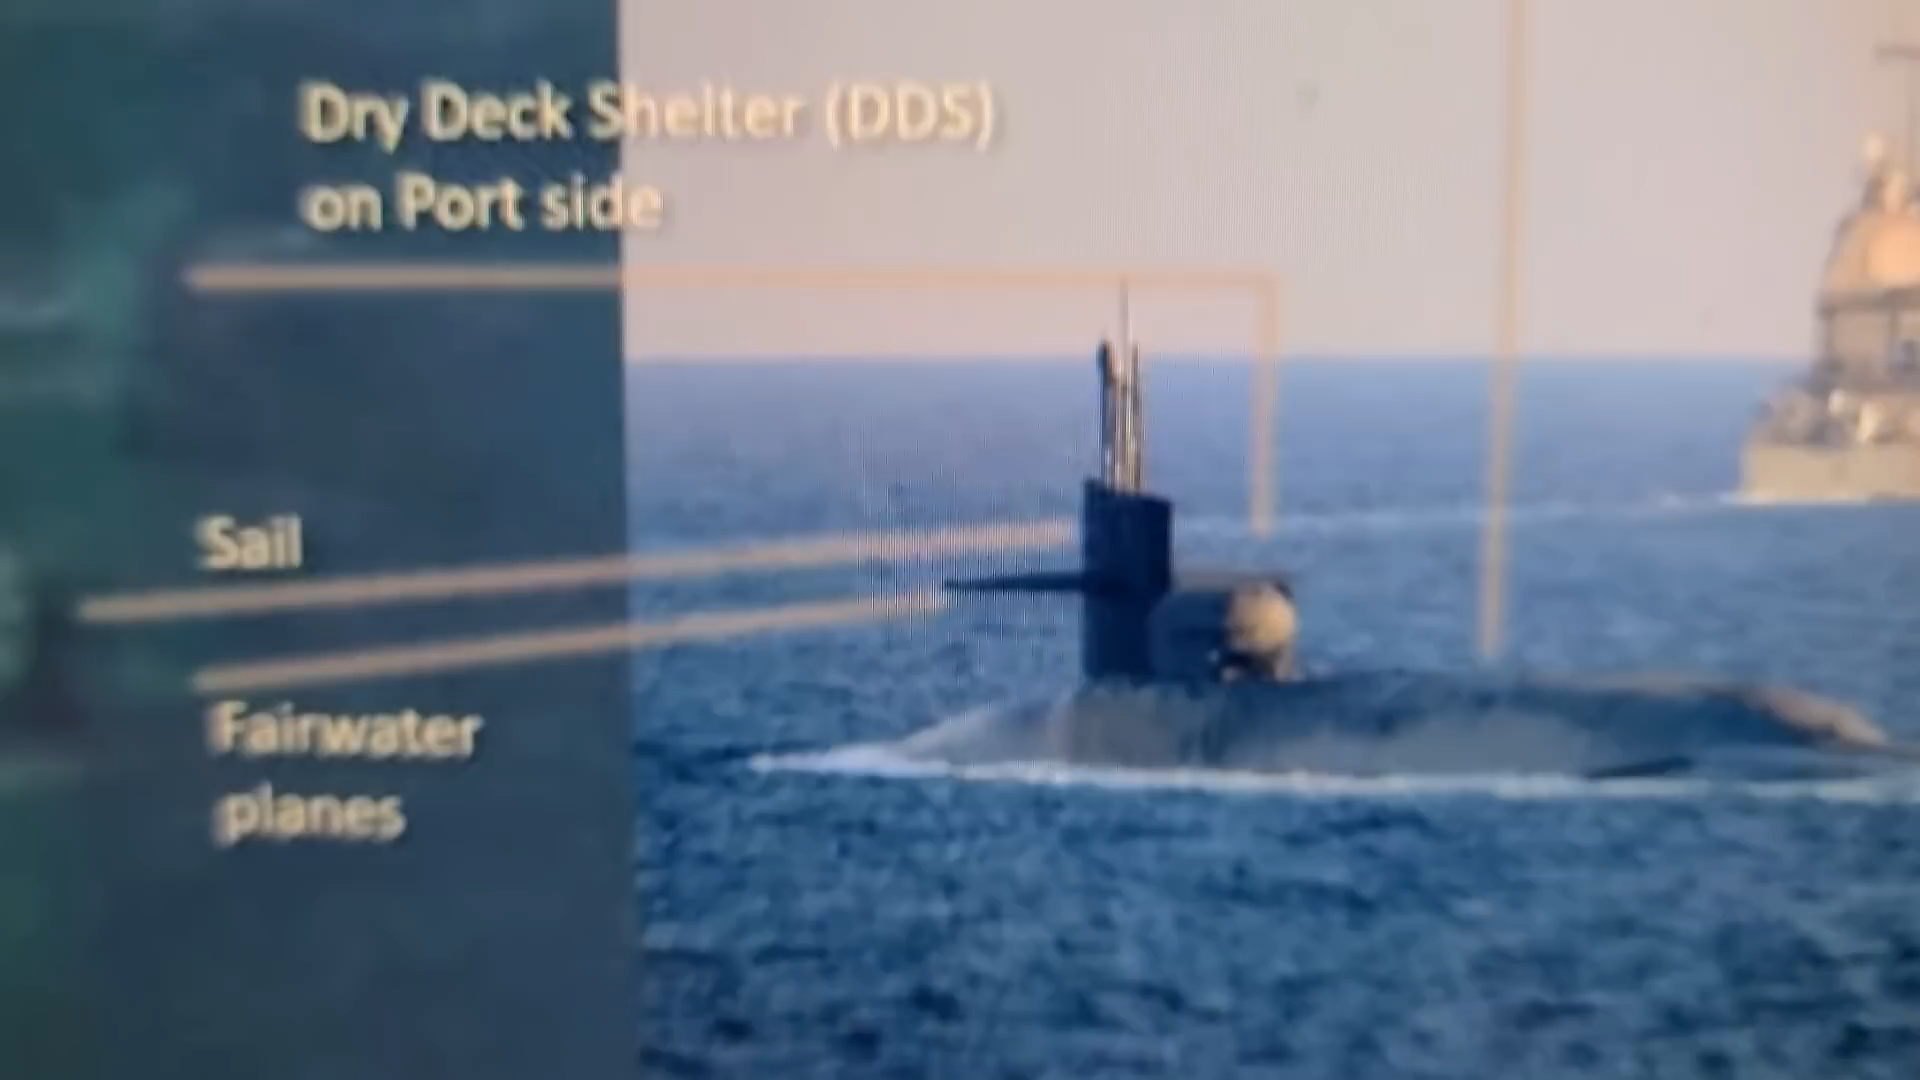 Dry Deck Shelter (DDS)
on Port side
Sail
Fairwater
planes